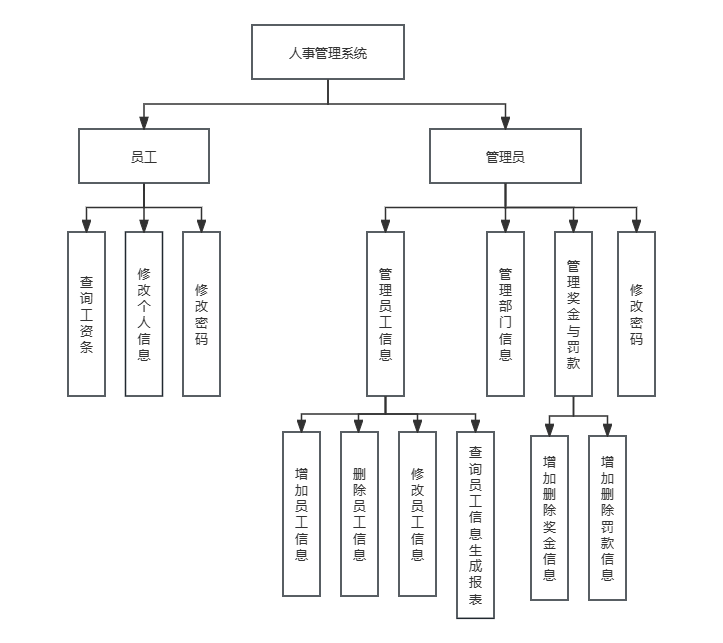 人事管理系统
员工
管理员
查询工资条
修改个人信息
修改密码
管理员工信息
管理部门信息
管理奖金与罚款
修改密码
增加员工信息
删除员工信息
修改员工信息
查询员工信息生成报表
增加删除奖金信息
增加删除罚款信息